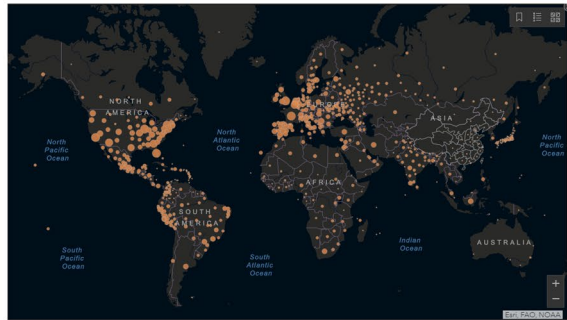 NORTH
AMERICA
EUROPE
ASIA
North
Pacific
Ocean
North
Atlantic
Ocean
North
Pacific
Ocean
AFRICA
SOUTH
AMERICA
South
Pacific
Ocean
South
Atlantic
Ocean
Indian
Ocean
AUSTRALIA
+
−
Esri, FAO, NOAA